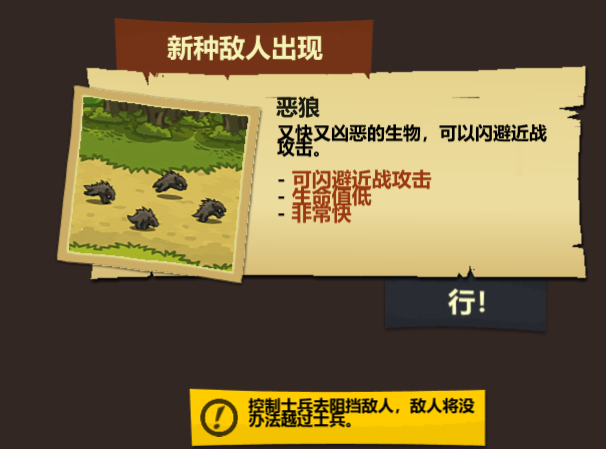 新种敌人出现
恶狼
又快又凶恶的生物，可以闪避近战
攻击。
- 可闪避近战攻击
- 生命值低
- 非常快
行!
控制士兵去阻挡敌人，敌人将没
办法越过士兵。